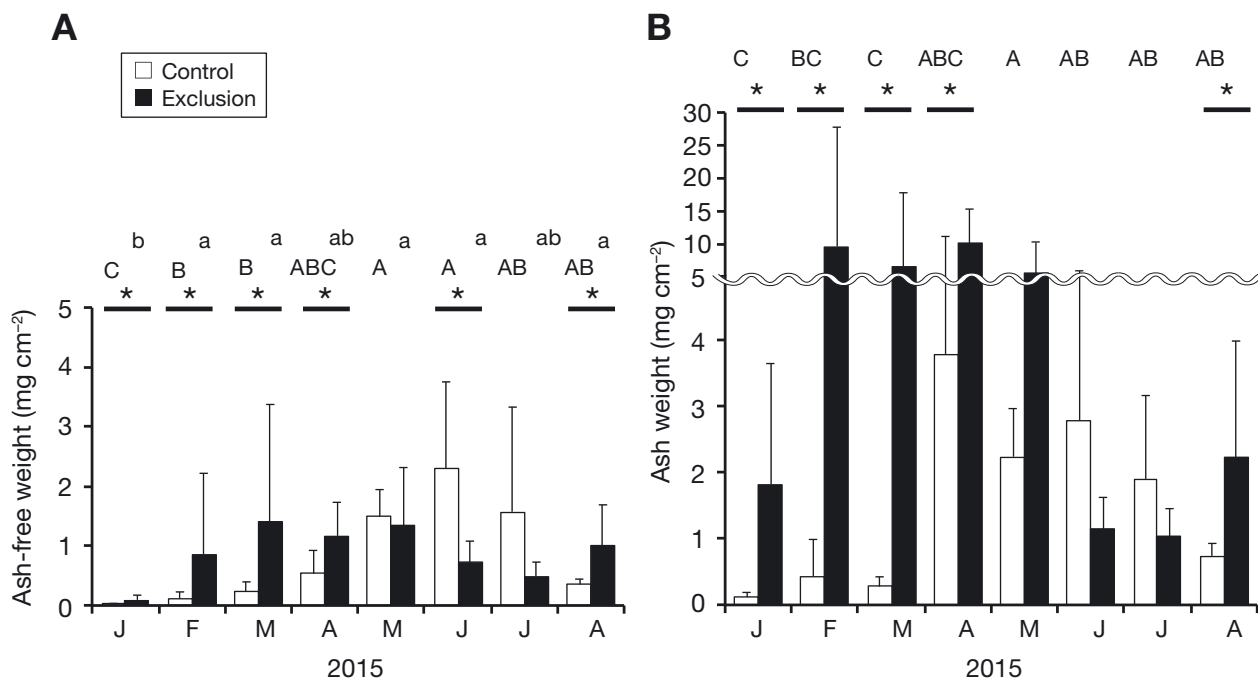 A
Control
Exclusion
b a a ab a a ab a
C B B ABC A A AB AB
* * * * * *
5
4
3
2
1
0
Ash-free weight (mg cm−2)
J F M A M J J A
2015
B
C BC C ABC A AB AB AB
* * * * *
30
25
20
15
10
5
4
3
2
1
0
Ash weight (mg cm−2)
J F M A M J J A
2015